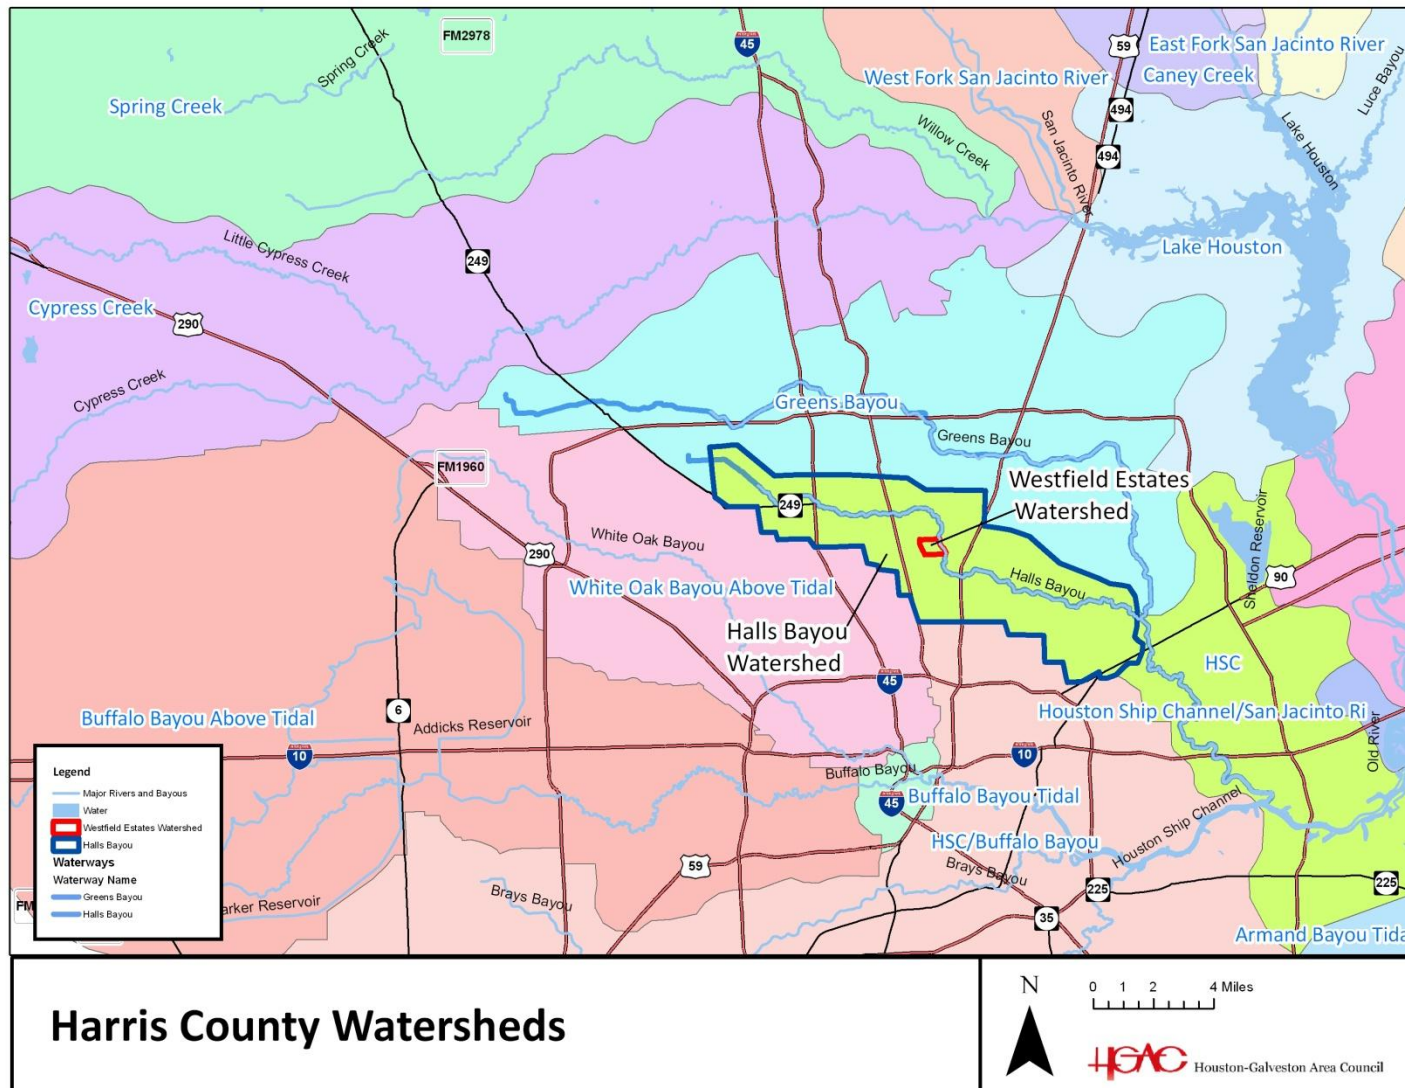 FM2978
45
59
East Fork San Jacinto River
West Fork San Jacinto River
Caney Creek
Luce Bayou
Spring Creek
Spring Creek
494
Lake Houston
San Jacinto River
Willow Creek
494
Little Cypress Creek
249
Lake Houston
Cypress Creek
290
Cypress Creek
Greens Bayou
Greens Bayou
FM1960
Westfield Estates
Watershed
249
Sheldon Reservoir
White Oak Bayou
290
90
Halls Bayou
White Oak Bayou Above Tidal
Halls Bayou
Watershed
HSC
45
6
Buffalo Bayou Above Tidal
Addicks Reservoir
Houston Ship Channel/San Jacinto Ri
Old River
10
10
Buffalo Bayou
45
Buffalo Bayou Tidal
Houston Ship Channel
HSC/Buffalo Bayou
59
Brays Bayou
Brays Bayou
225
225
35
FM
arker Reservoir
Armand Bayou Tida
Legend
Major Rivers and Bayous
Water
Westfield Estates Watershed
Halls Bayou
Waterways
Waterway Name
Greens Bayou
Halls Bayou
Harris County Watersheds
N
0 1 2 4 Miles
HGAC Houston-Galveston Area Council